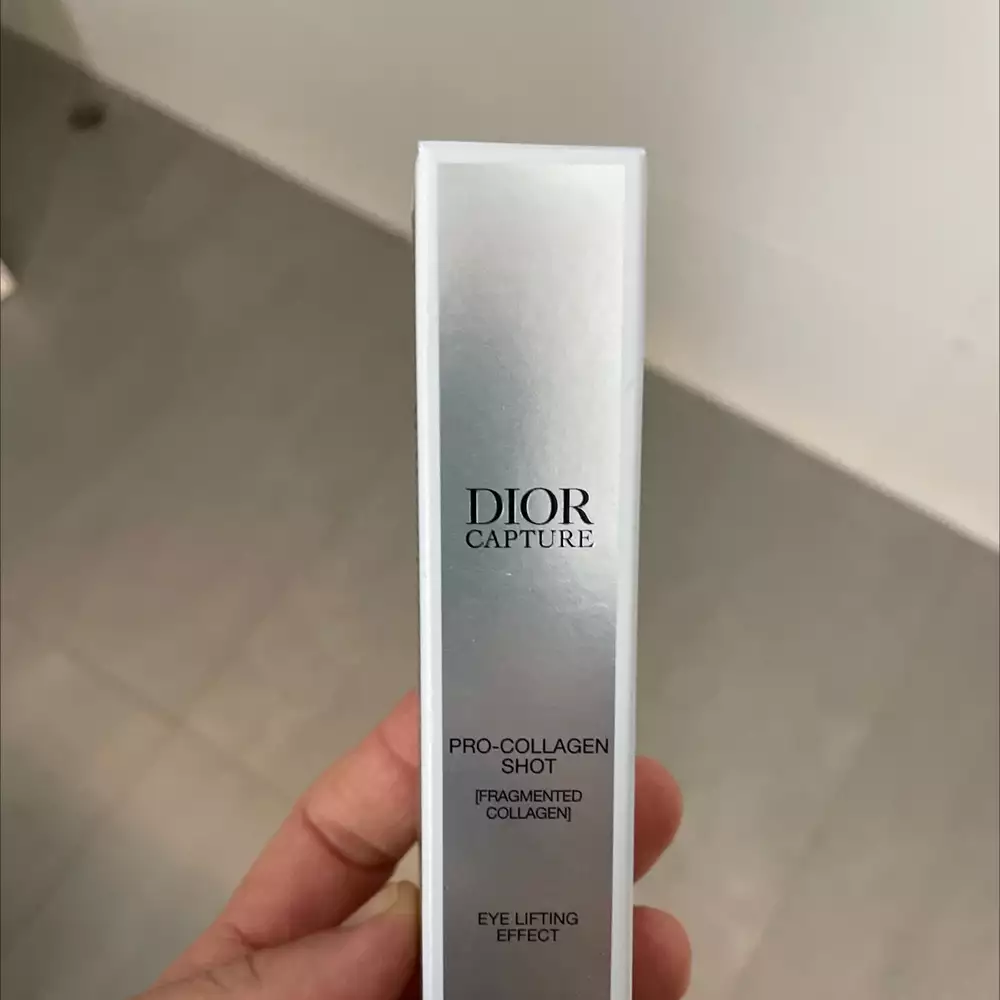 DIOR
CAPTURE
PRO-COLLAGEN
SHOT
[FRAGMENTED
COLLAGEN]
EYE LIFTING
EFFECT